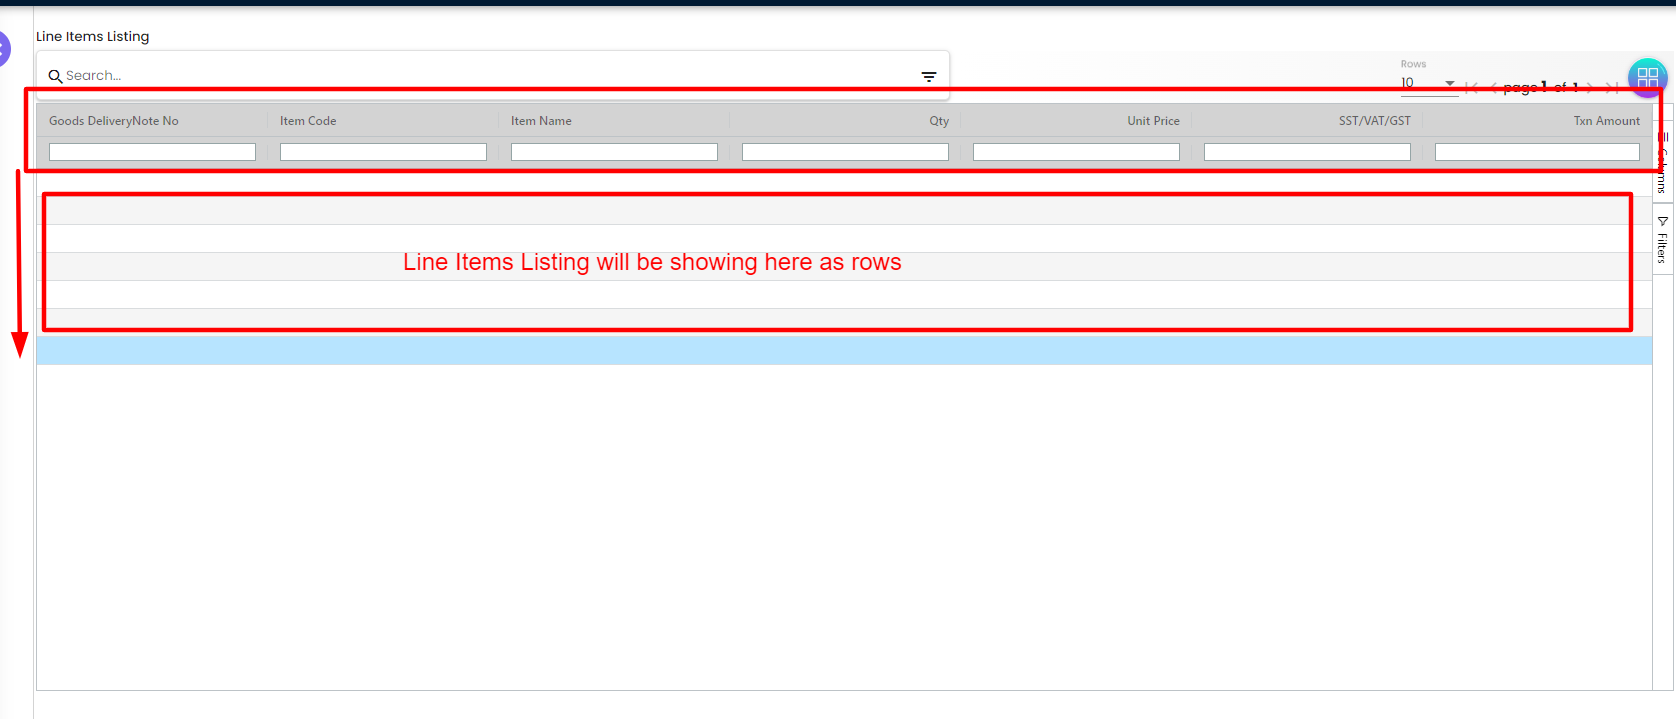 Line Items Listing
Search...
Rows
10
page 1 of 1
Goods DeliveryNote No Item Code Item Name Qty Unit Price SST/VAT/GST Txn Amount
Columns
Filters
Line Items Listing will be showing here as rows